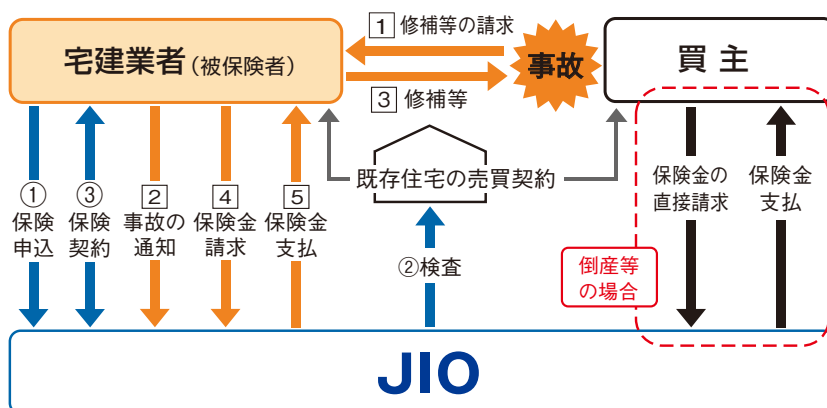 1 修補等の請求
宅建業者(被保険者)
事故
買主
3 修補等
既存住宅の売買契約
①
保険
申込
③
保険
契約
2
事故の
通知
4
保険金
請求
5
保険金
支払
②検査
保険金の
直接請求
保険金
支払
倒産等
の場合
JIO